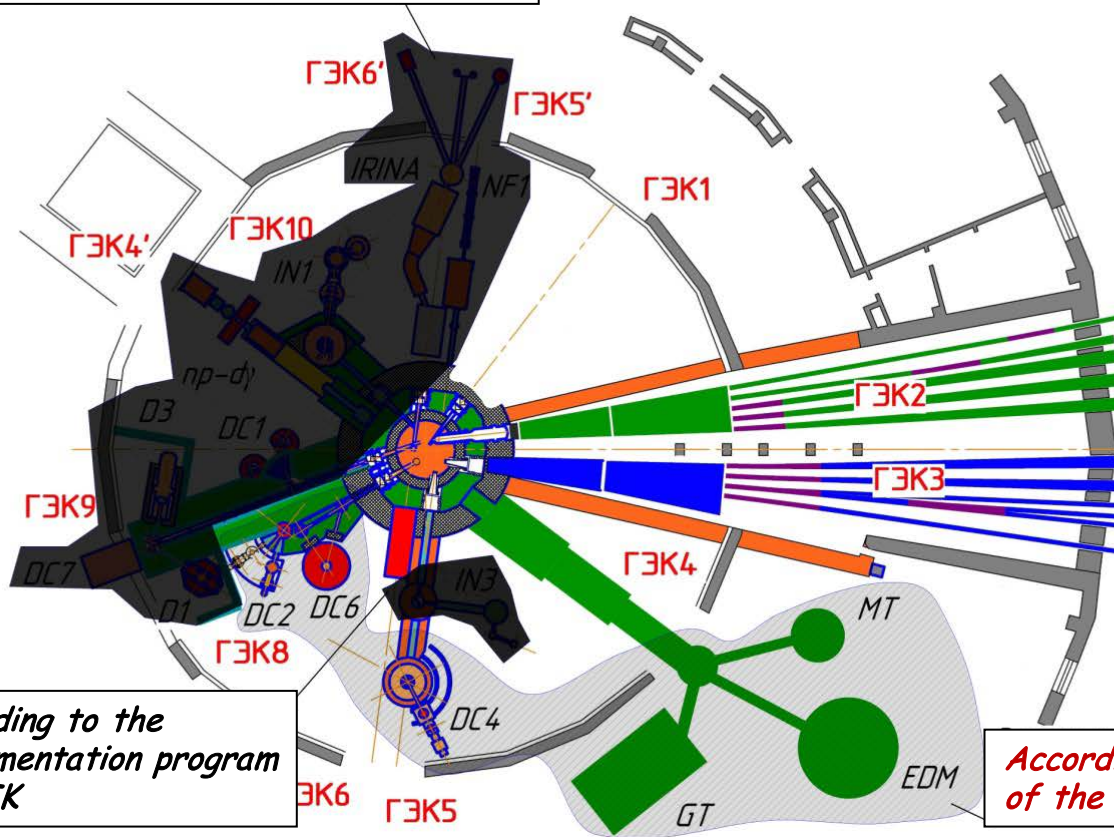 ГЭК6'
ГЭК5'
IRINA
NF1
ГЭК1
ГЭК10
ГЭК4'
IN1
np-dγ
ГЭК2
D3
DC1
ГЭК3
ГЭК9
ГЭК4
IN3
DC7
D1
DC2
DC6
MT
ГЭК8
DC4
ding to the
mentation program
EDM
Accord
of the
ЭК6
ГЭК5
GT